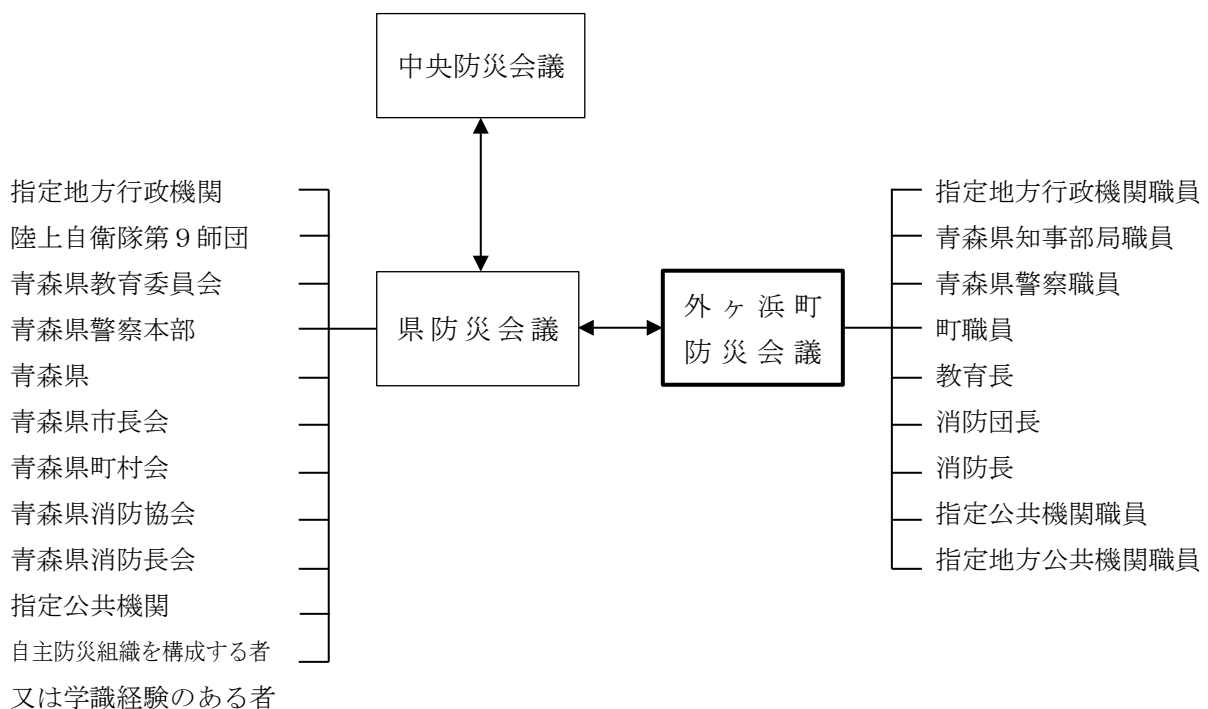 中央防災会議
指定地方行政機関
陸上自衛隊第９師団
青森県教育委員会
青森県警察本部
青森県
青森県市長会
青森県町村会
青森県消防協会
青森県消防長会
指定公共機関
自主防災組織を構成する者
又は学識経験のある者
県防災会議
外ヶ浜町
防災会議
指定地方行政機関職員
青森県知事部局職員
青森県警察職員
町職員
教育長
消防団長
消防長
指定公共機関職員
指定地方公共機関職員